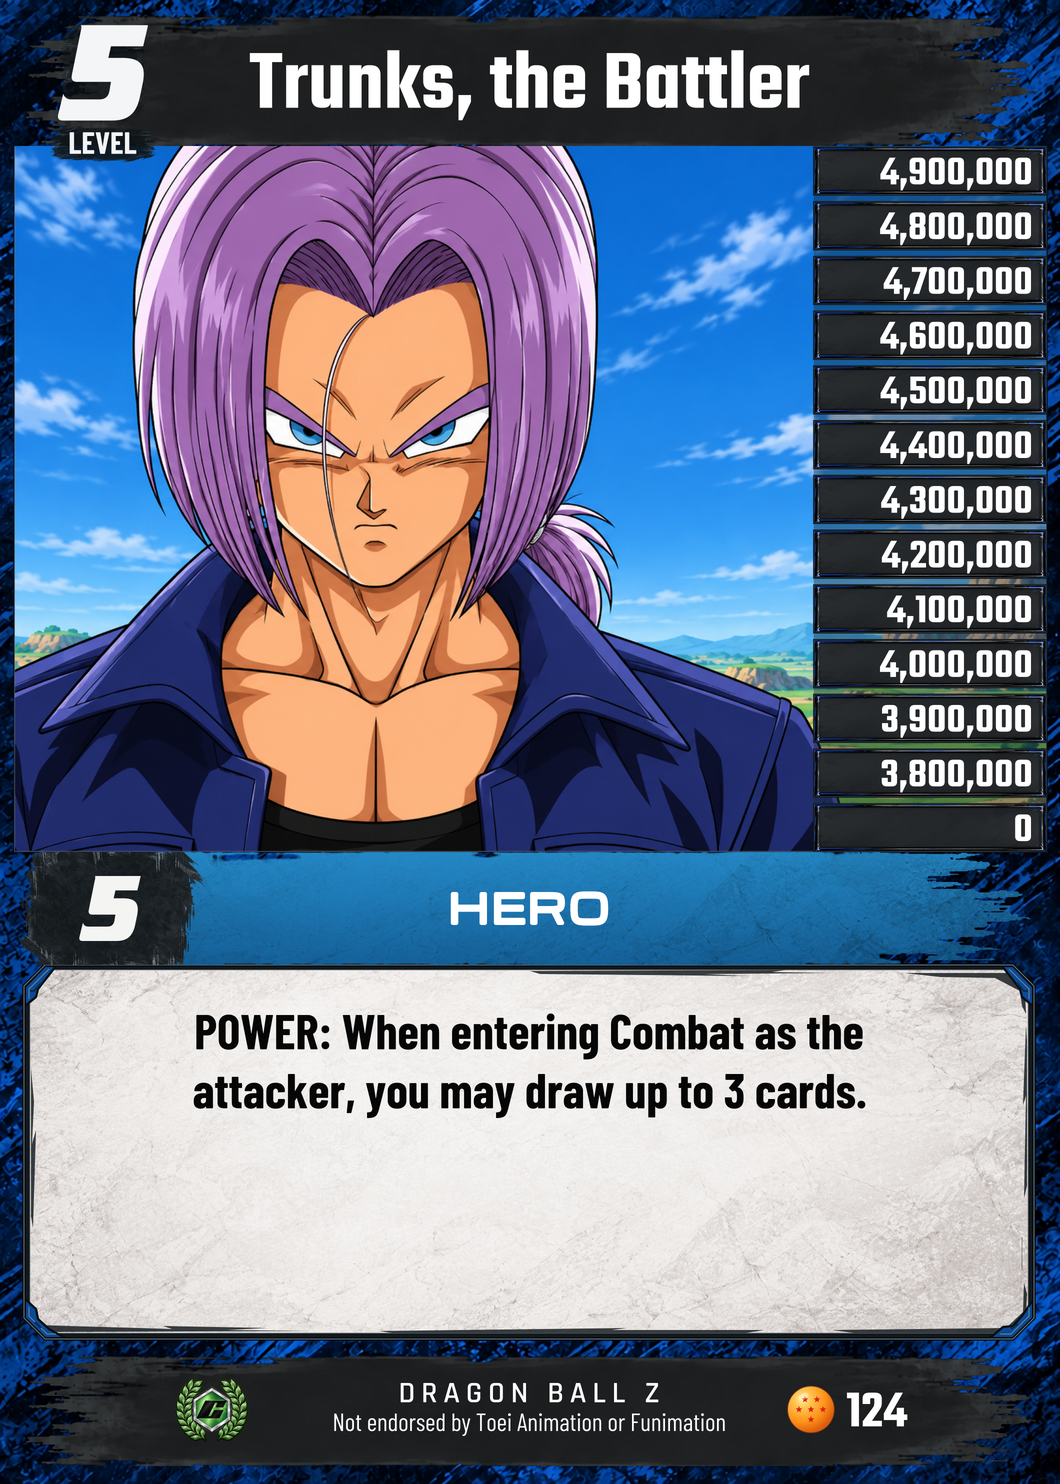 5
LEVEL
Trunks, the Battler
4,900,000
4,800,000
4,700,000
4,600,000
4,500,000
4,400,000
4,300,000
4,200,000
4,100,000
4,000,000
3,900,000
3,800,000
0
5
HERO
POWER: When entering Combat as the
attacker, you may draw up to 3 cards.
DRAGON BALL Z
Not endorsed by Toei Animation or Funimation
124